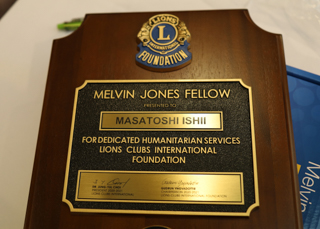 LIONS
L
INTERNATIONAL
FOUNDATION
MELVIN JONES FELLOW
PRESENTED TO
MASATOSHI ISHII
FOR DEDICATED HUMANITARIAN SERVICES
LIONS CLUBS INTERNATIONAL
FOUNDATION
Melvin